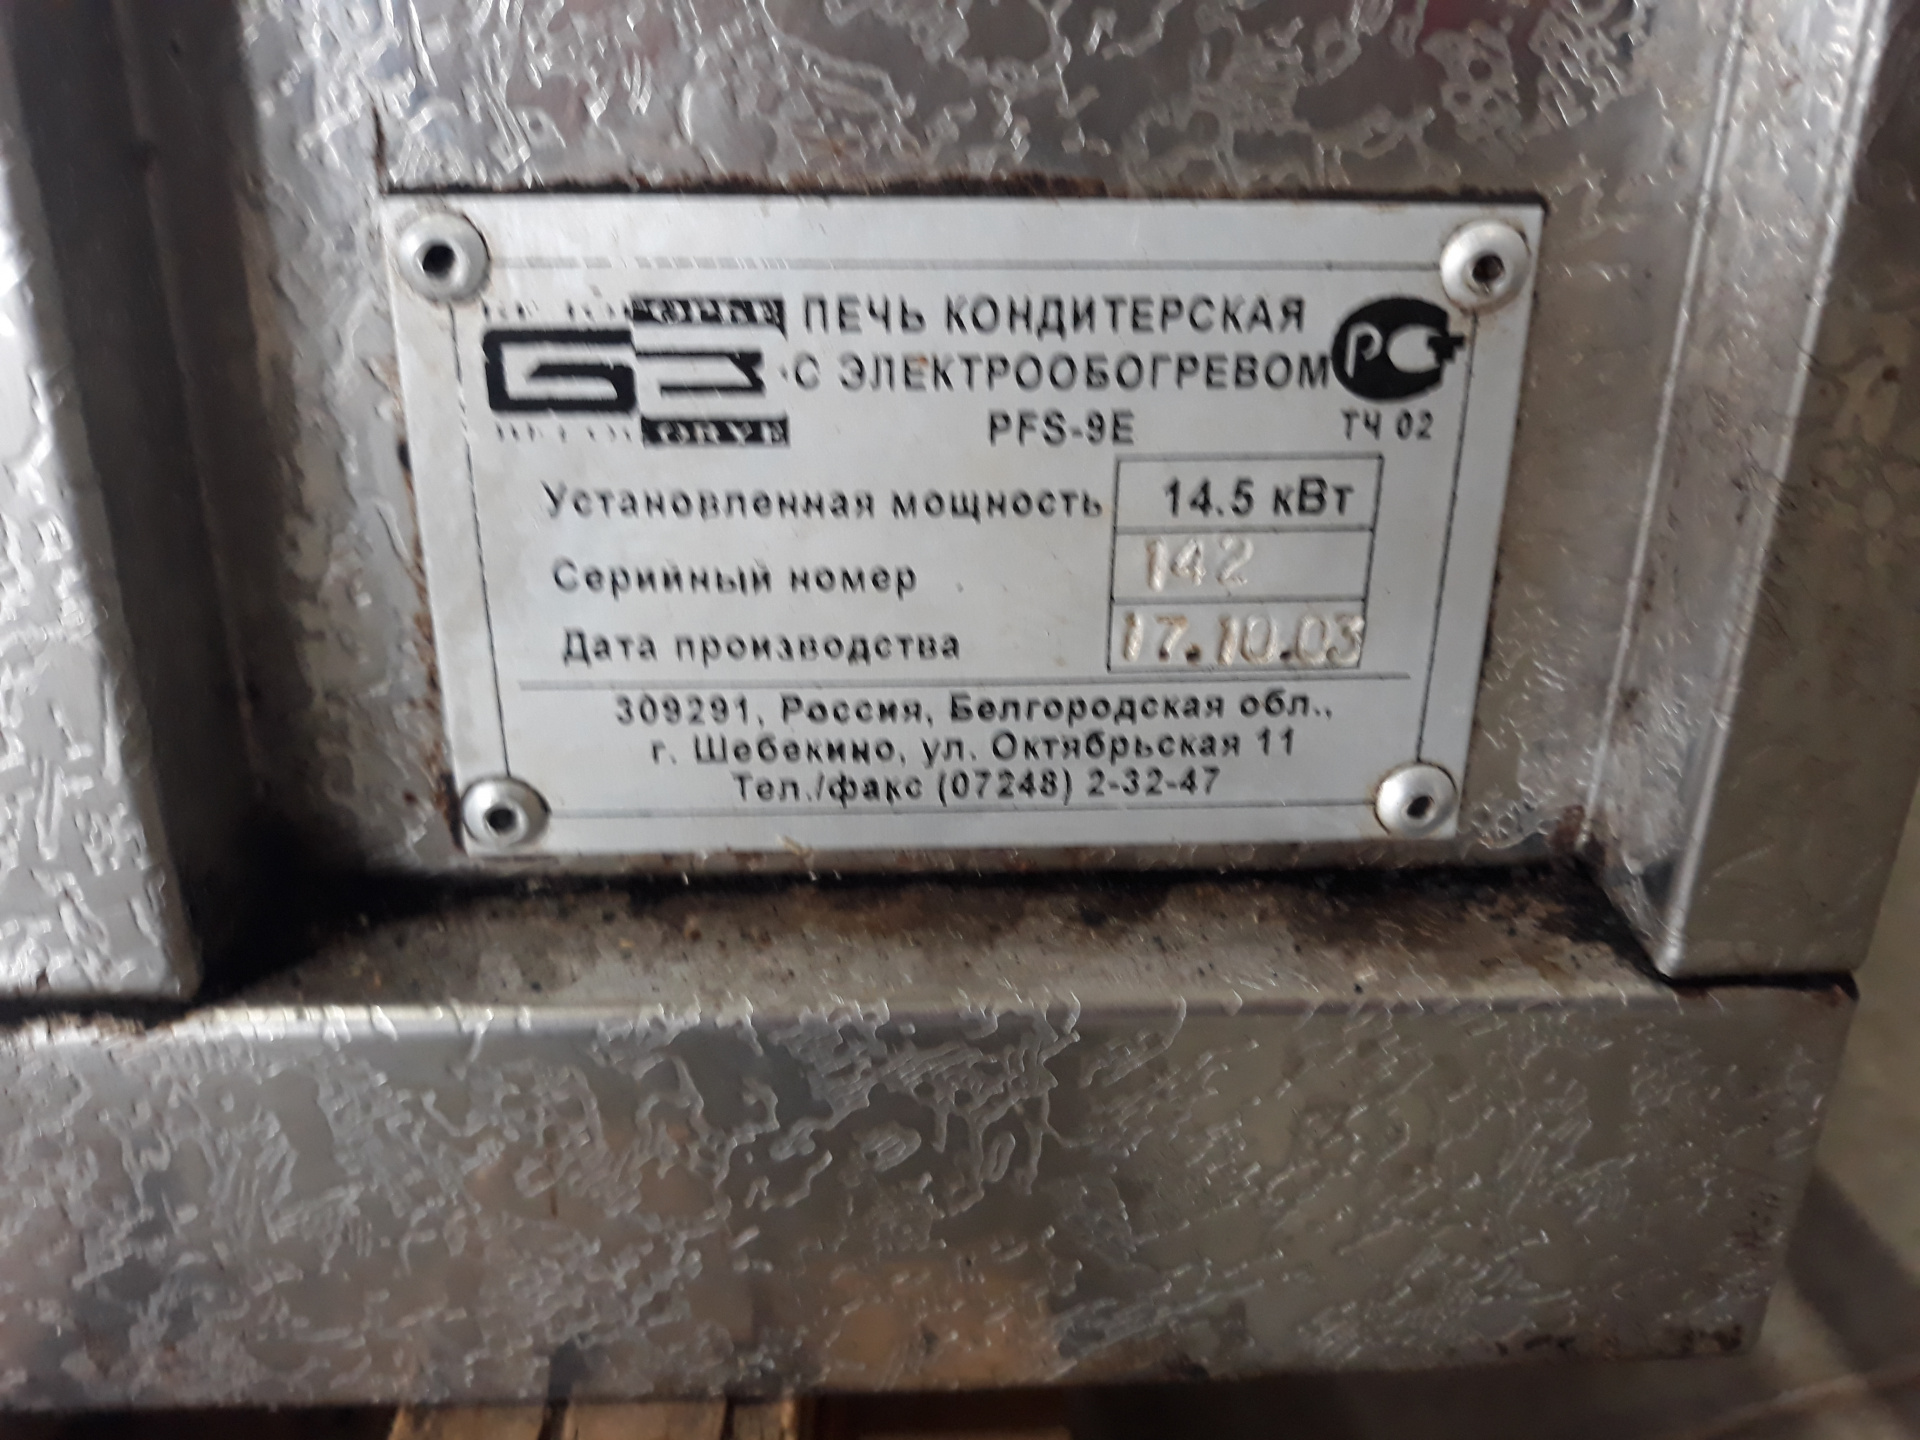 ПЕЧЬ КОНДИТЕРСКАЯ
С ЭЛЕКТРООБОГРЕВОМ
PFS-9E
ТЧ 02
Установленная мощность 14.5 кВт
Серийный номер 142
Дата производства 17.10.03
309291, Россия, Белгородская обл.,
г. Шебекино, ул. Октябрьская 11
Тел./факс (07248) 2-32-47